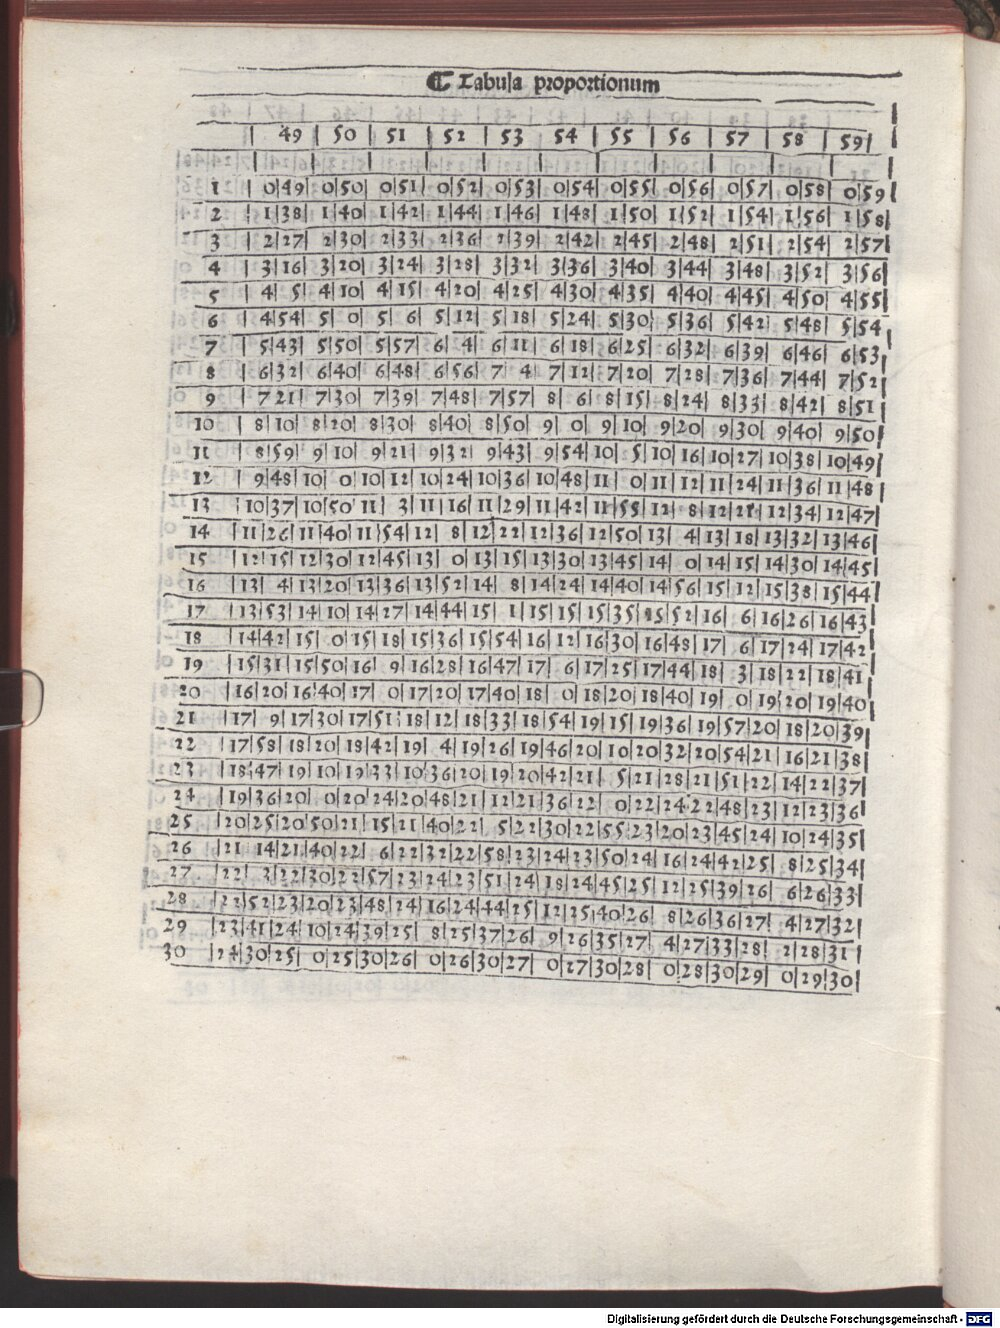 ¶ Tabula proportionum
| 49 | 50 | 51 | 52 | 53 | 54 | 55 | 56 | 57 | 58 | 59|
1 | 0|49| 0|50| 0|51| 0|52| 0|53| 0|54| 0|55| 0|56| 0|57| 0|58| 0|59
2 | 1|38| 1|40| 1|42| 1|44| 1|46| 1|48| 1|50| 1|52| 1|54| 1|56| 1|58|
3 | 2|27| 2|30| 2|33| 2|36| 2|39| 2|42| 2|45| 2|48| 2|51| 2|54| 2|57|
4 | 3|16| 3|20| 3|24| 3|28| 3|32| 3|36| 3|40| 3|44| 3|48| 3|52| 3|56|
5 | 4| 5| 4|10| 4|15| 4|20| 4|25| 4|30| 4|35| 4|40| 4|45| 4|50| 4|55|
6 | 4|54| 5| 0| 5| 6| 5|12| 5|18| 5|24| 5|30| 5|36| 5|42| 5|48| 5|54
7 | 5|43| 5|50| 5|57| 6| 4| 6|11| 6|18| 6|25| 6|32| 6|39| 6|46| 6|53
8 | 6|32| 6|40| 6|48| 6|56| 7| 4| 7|12| 7|20| 7|28| 7|36| 7|44| 7|52
9 | 7 21| 7|30| 7|39| 7|48| 7|57| 8| 6| 8|15| 8|24| 8|33| 8|42| 8|51
10 | 8|10| 8|20| 8|30| 8|40| 8|50| 9| 0| 9|10| 9|20| 9|30| 9|40| 9|50|
11 | 8|59| 9|10| 9|21| 9|32| 9|43| 9|54|10| 5|10|16|10|27|10|38|10|49|
12 | 9|48|10| 0|10|12|10|24|10|36|10|48|11| 0|11|12|11|24|11|36|11|48
13 |10|37|10|50|11| 3|11|16|11|29|11|42|11|55|12| 8|12|21|12|34|12|47
14 |11|26|11|40|11|54|12| 8|12|22|12|36|12|50|13| 4|13|18|13|32|13|46
15 |12|15|12|30|12|45|13| 0|13|15|13|30|13|45|14| 0|14|15|14|30|14|45
16 |13| 4|13|20|13|36|13|52|14| 8|14|24|14|40|14|56|15|12|15|38|15|44
17 |13|53|14|10|14|27|14|44|15| 1|15|15|15|35|15|52|16| 6|16|26|16|43
18 |14|42|15| 0|15|18|15|36|15|54|16|12|16|30|16|48|17| 6|17|24|17|42
19 |15|31|15|50|16| 9|16|28|16|47|17| 6|17|25|17|44|18| 3|18|22|18|41
20 |16|20|16|40|17| 0|17|20|17|40|18| 0|18|20|18|40|19| 0|19|20|19|40
21 |17| 9|17|30|17|51|18|12|18|33|18|54|19|15|19|36|19|57|20|18|20|39
22 |17|58|18|20|18|42|19| 4|19|26|19|46|20|10|20|32|20|54|21|16|21|38
23 |18|47|19|10|19|33|10|36|20|19|20|42|21| 5|21|28|21|51|22|14|22|37
24 |19|36|20| 0|20|24|20|48|21|12|21|36|22| 0|22|24|22|48|23|12|23|36
25 |20|25|20|50|21|15|21|40|22| 5|22|30|22|55|23|20|23|45|24|10|24|35
26 |21 14|21|40|22| 6|22|32|22|58|23|24|23|50|24|16|24|42|25| 8|25|34
27 |22| 3|22|30|22|57|23|24|23|51|24|18|24|45|25|12|25|39|26| 6|26|33
28 |22|52|23|20|23|48|24|16|24|44|25|12|25|40|26| 8|26|36|27| 4|27|32
29 |23|41|24|10|24|39|25| 8|25|37|26| 9|26|35|27| 4|27|33|28| 2|28|31
30 |24|30|25| 0|25|30|26| 0|26|30|27| 0|27|30|28| 0|28|30|29| 0|29|30
Digitalisierung gefördert durch die Deutsche Forschungsgemeinschaft - DFG